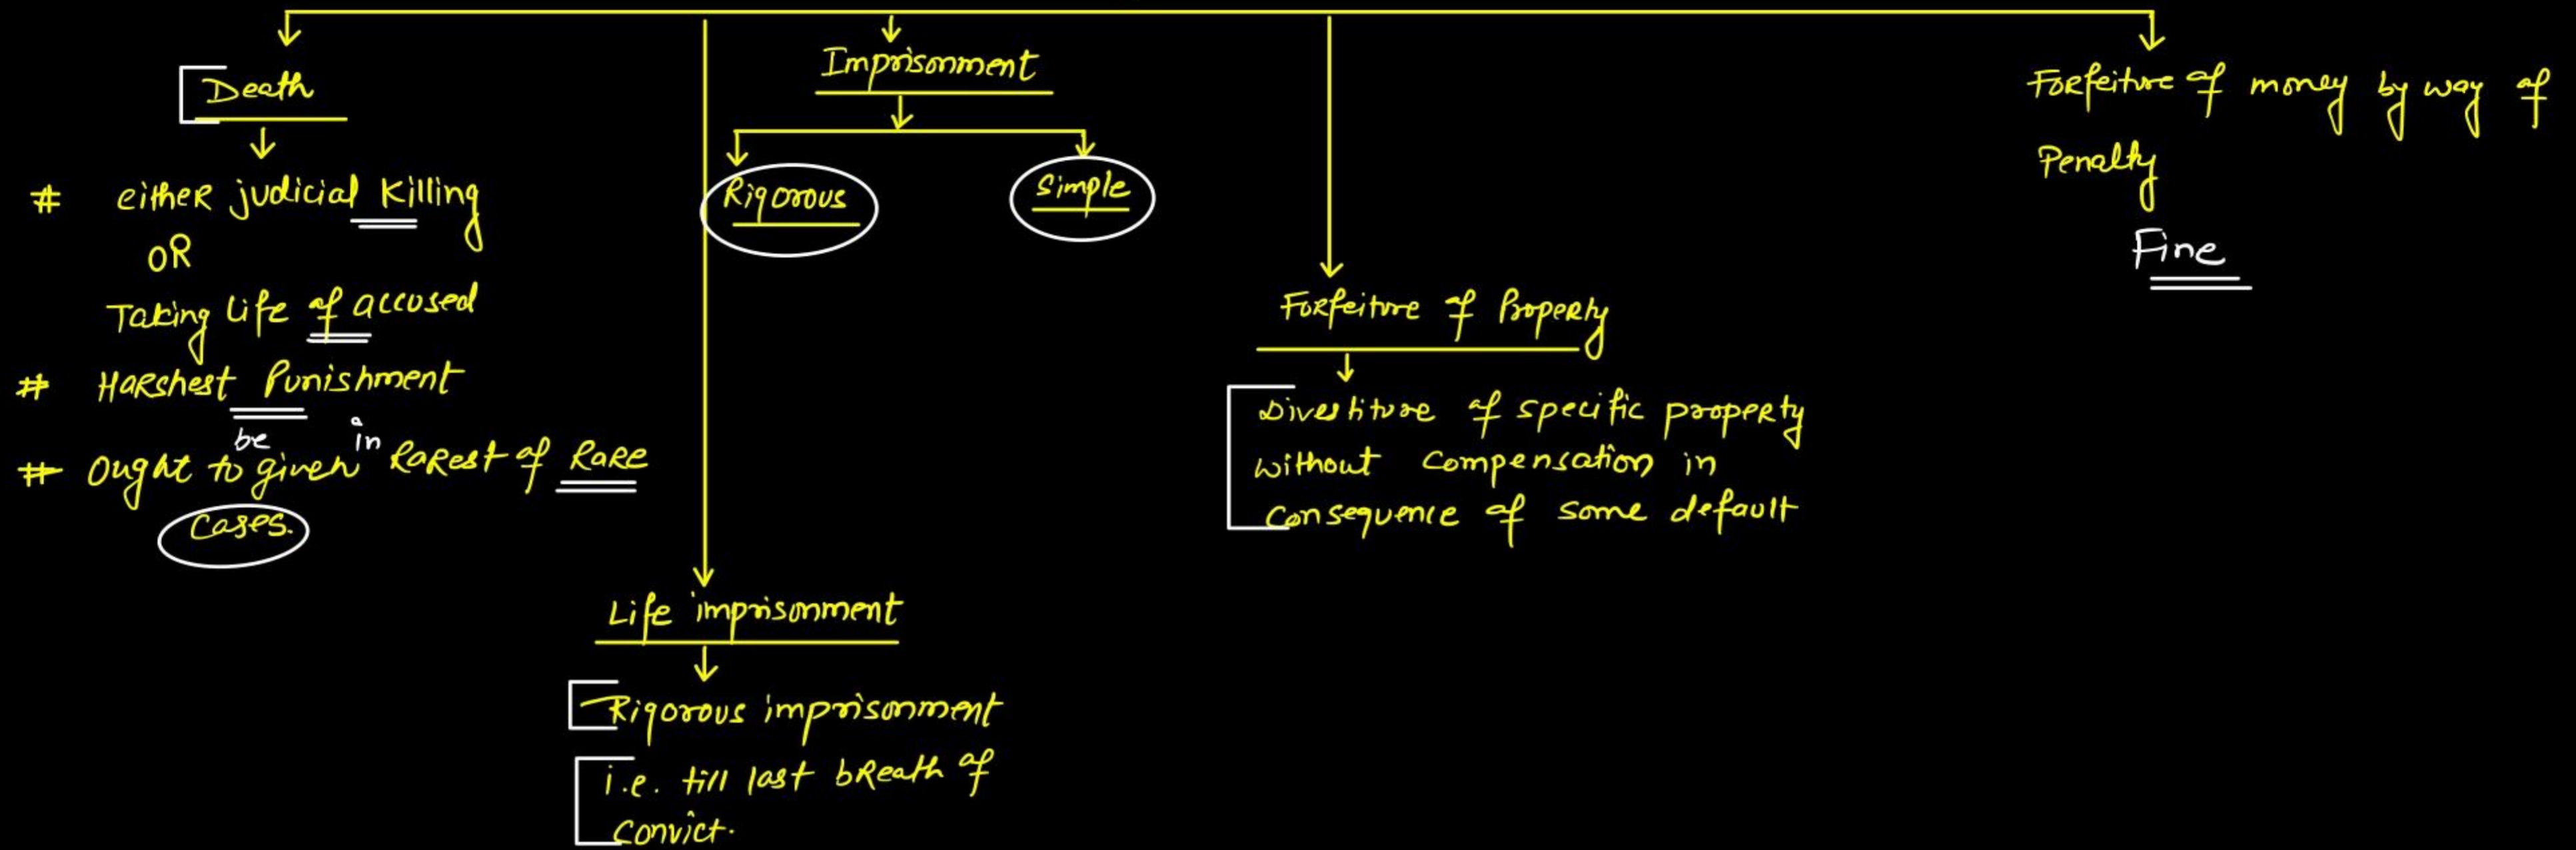 Death
# either judicial Killing
OR
Taking life of accused
# Harshest Punishment
# Ought to be given in Rarest of Rare
Cases.
Life imprisonment
Rigorous imprisonment
i.e. till last breath of
Convict.
Imprisonment
Rigorous
Simple
Forfeiture of Property
Divestiture of specific property
without compensation in
consequence of some default
Forfeiture of money by way of
Penalty
Fine